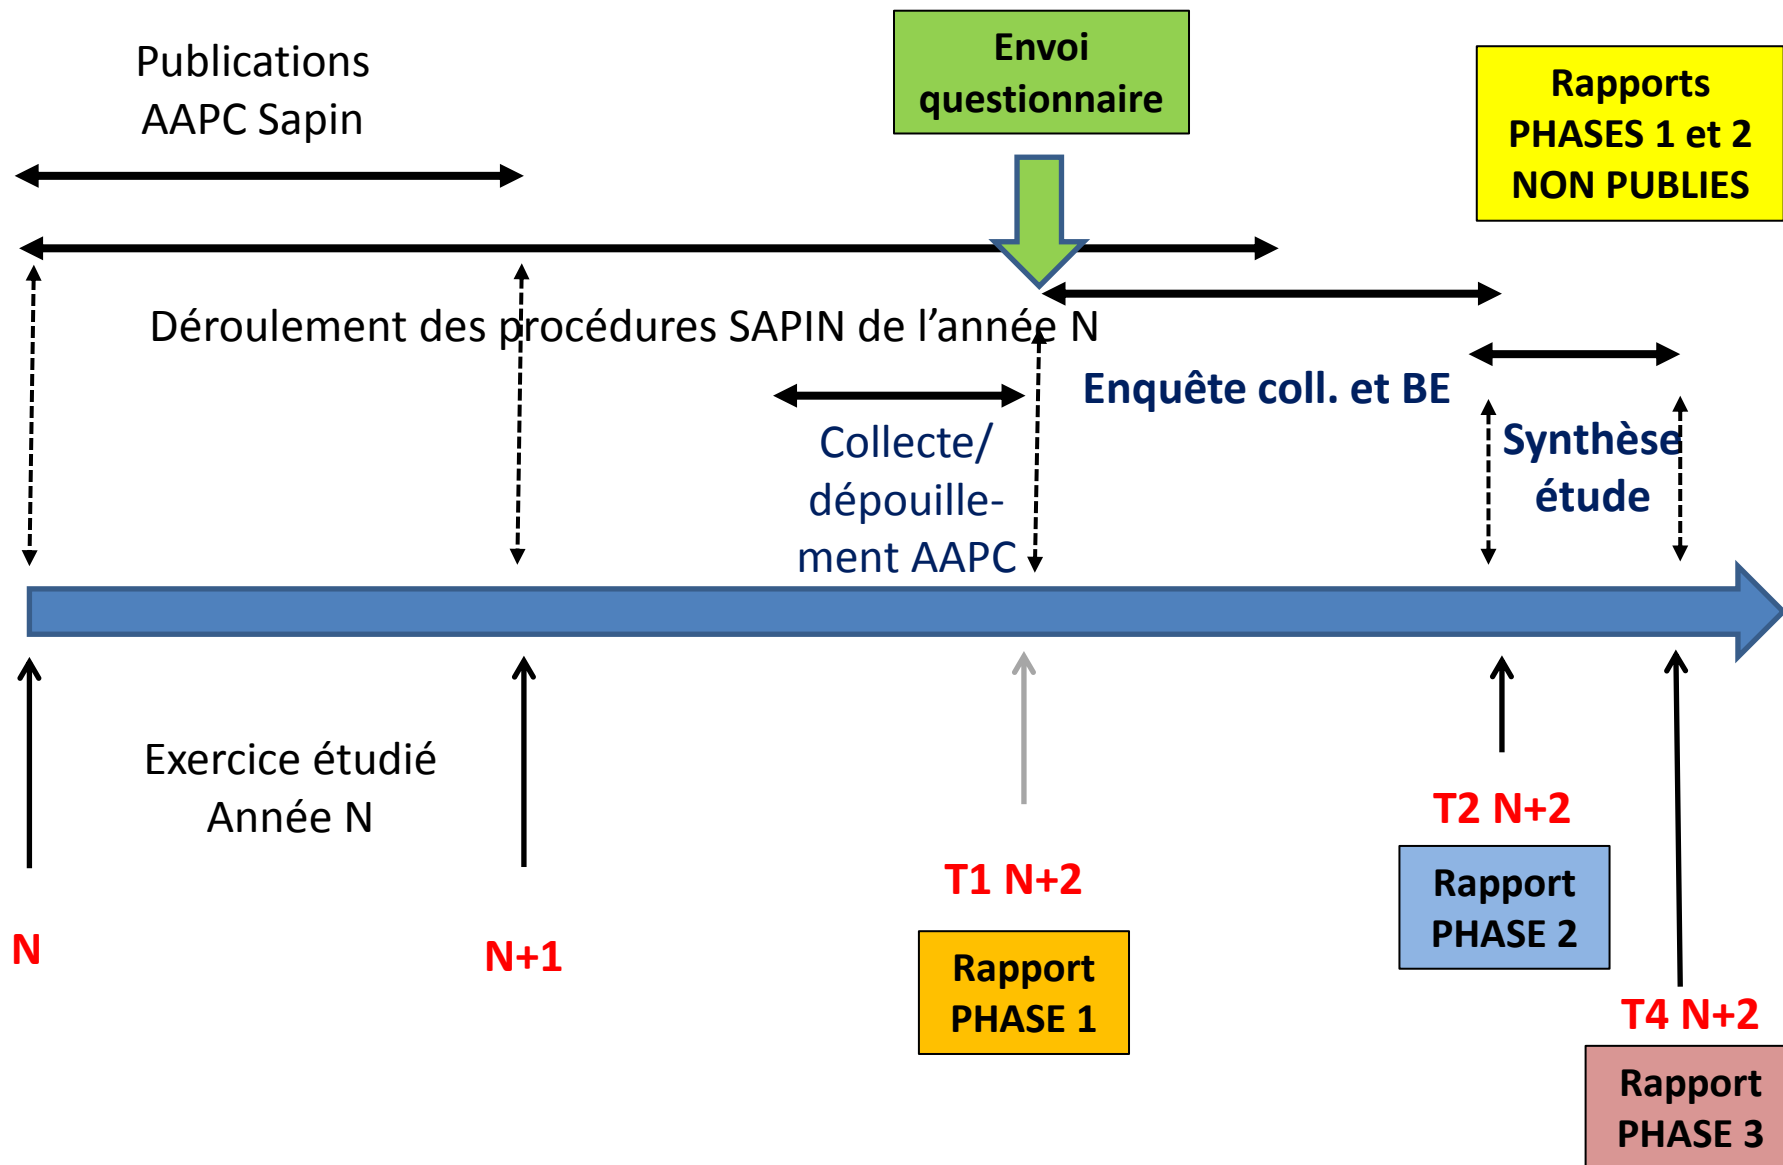 Publications
AAPC Sapin
Envoi
questionnaire
Rapports
PHASES 1 et 2
NON PUBLIES
Déroulement des procédures SAPIN de l’année N
Enquête coll. et BE
Collecte/
dépouille-
ment AAPC
Synthèse
étude
Exercice étudié
Année N
N
N+1
T1 N+2
Rapport
PHASE 1
T2 N+2
Rapport
PHASE 2
T4 N+2
Rapport
PHASE 3